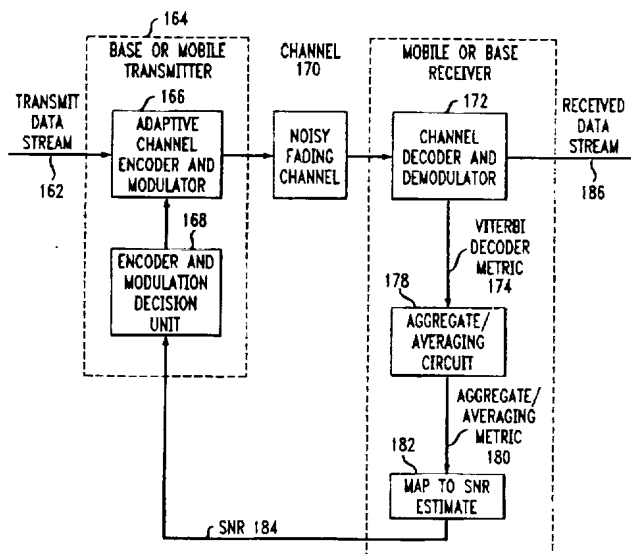 164
BASE OR MOBILE
TRANSMITTER
CHANNEL
170
MOBILE OR BASE
RECEIVER
TRANSMIT
DATA
STREAM
162
166
ADAPTIVE
CHANNEL
ENCODER AND
MODULATOR
NOISY
FADING
CHANNEL
172
CHANNEL
DECODER AND
DEMODULATOR
RECEIVED
DATA
STREAM
186
168
ENCODER AND
MODULATION
DECISION
UNIT
VITERBI
DECODER
METRIC
174
178
AGGREGATE/
AVERAGING
CIRCUIT
AGGREGATE/
AVERAGING
METRIC
180
182
MAP TO SNR
ESTIMATE
SNR 184